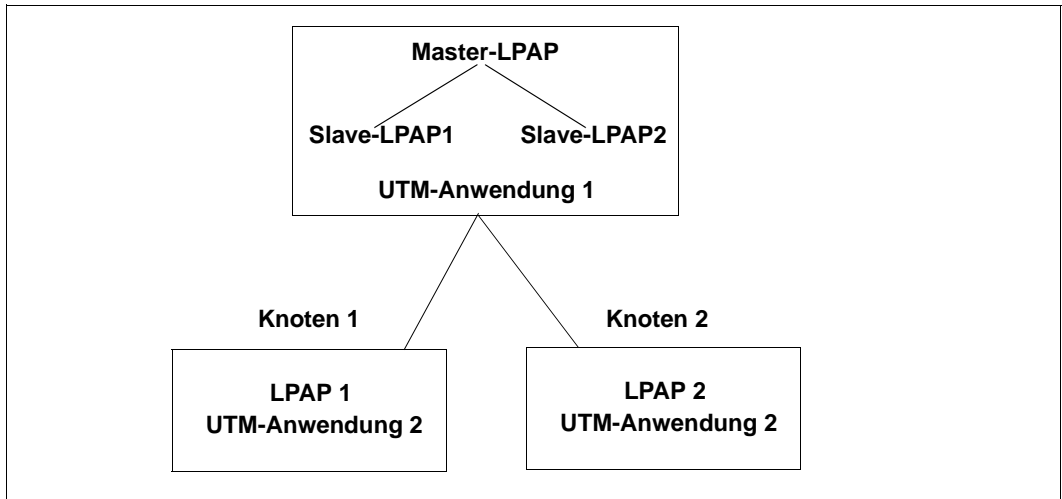 Master-LPAP
Slave-LPAP1 Slave-LPAP2
UTM-Anwendung 1
Knoten 1 Knoten 2
LPAP 1
UTM-Anwendung 2
LPAP 2
UTM-Anwendung 2